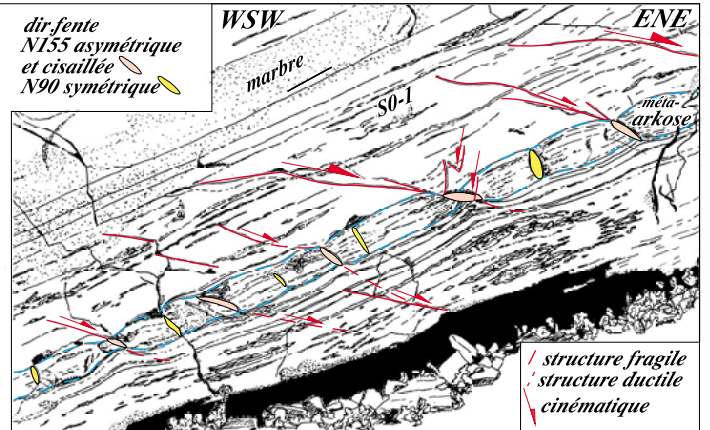 dir.fente
N155 asymétrique
et cisaillée
N90 symétrique
WSW
ENE
marbre
S0-1
méta-
arkose
structure fragile
structure ductile
cinématique